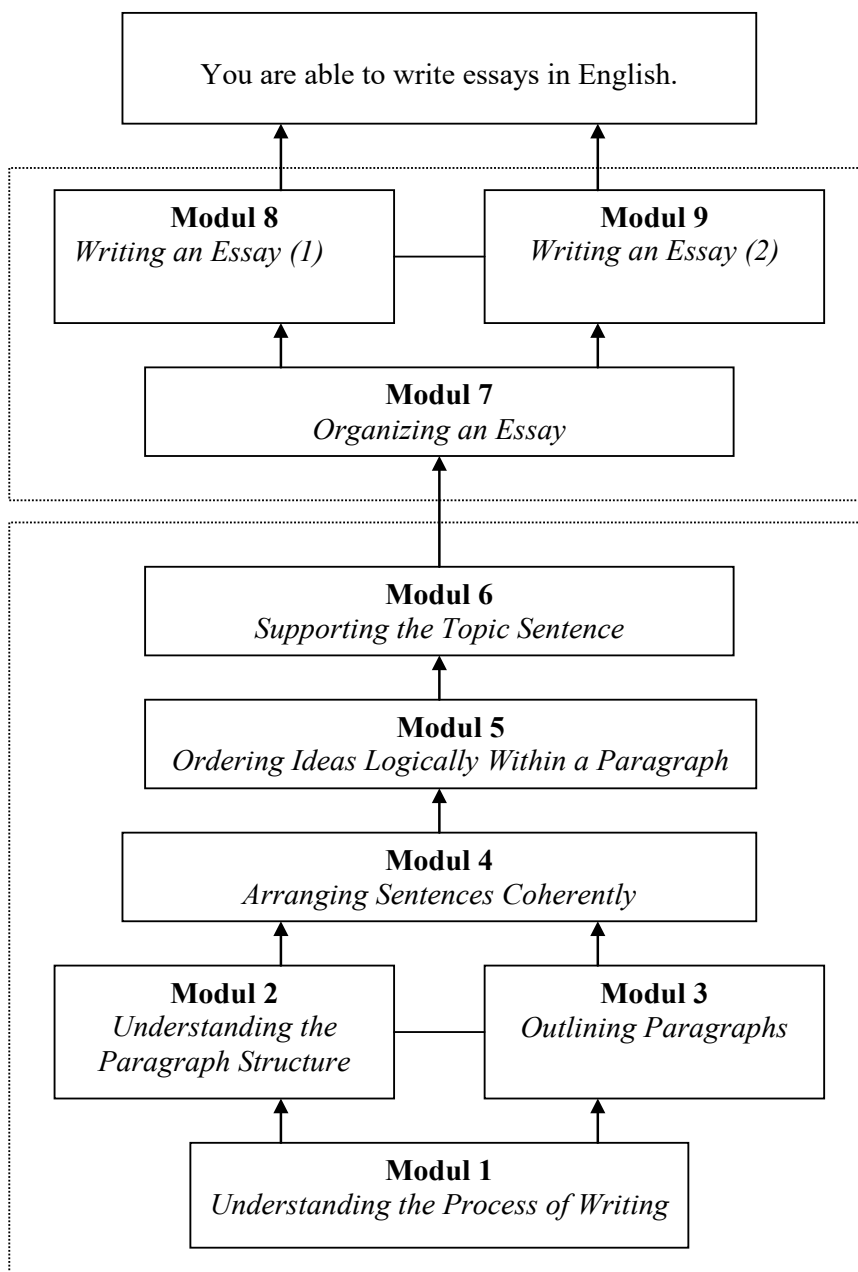 You are able to write essays in English.
Modul 8
Writing an Essay (1)
Modul 9
Writing an Essay (2)
Modul 7
Organizing an Essay
Modul 6
Supporting the Topic Sentence
Modul 5
Ordering Ideas Logically Within a Paragraph
Modul 4
Arranging Sentences Coherently
Modul 2
Understanding the
Paragraph Structure
Modul 3
Outlining Paragraphs
Modul 1
Understanding the Process of Writing